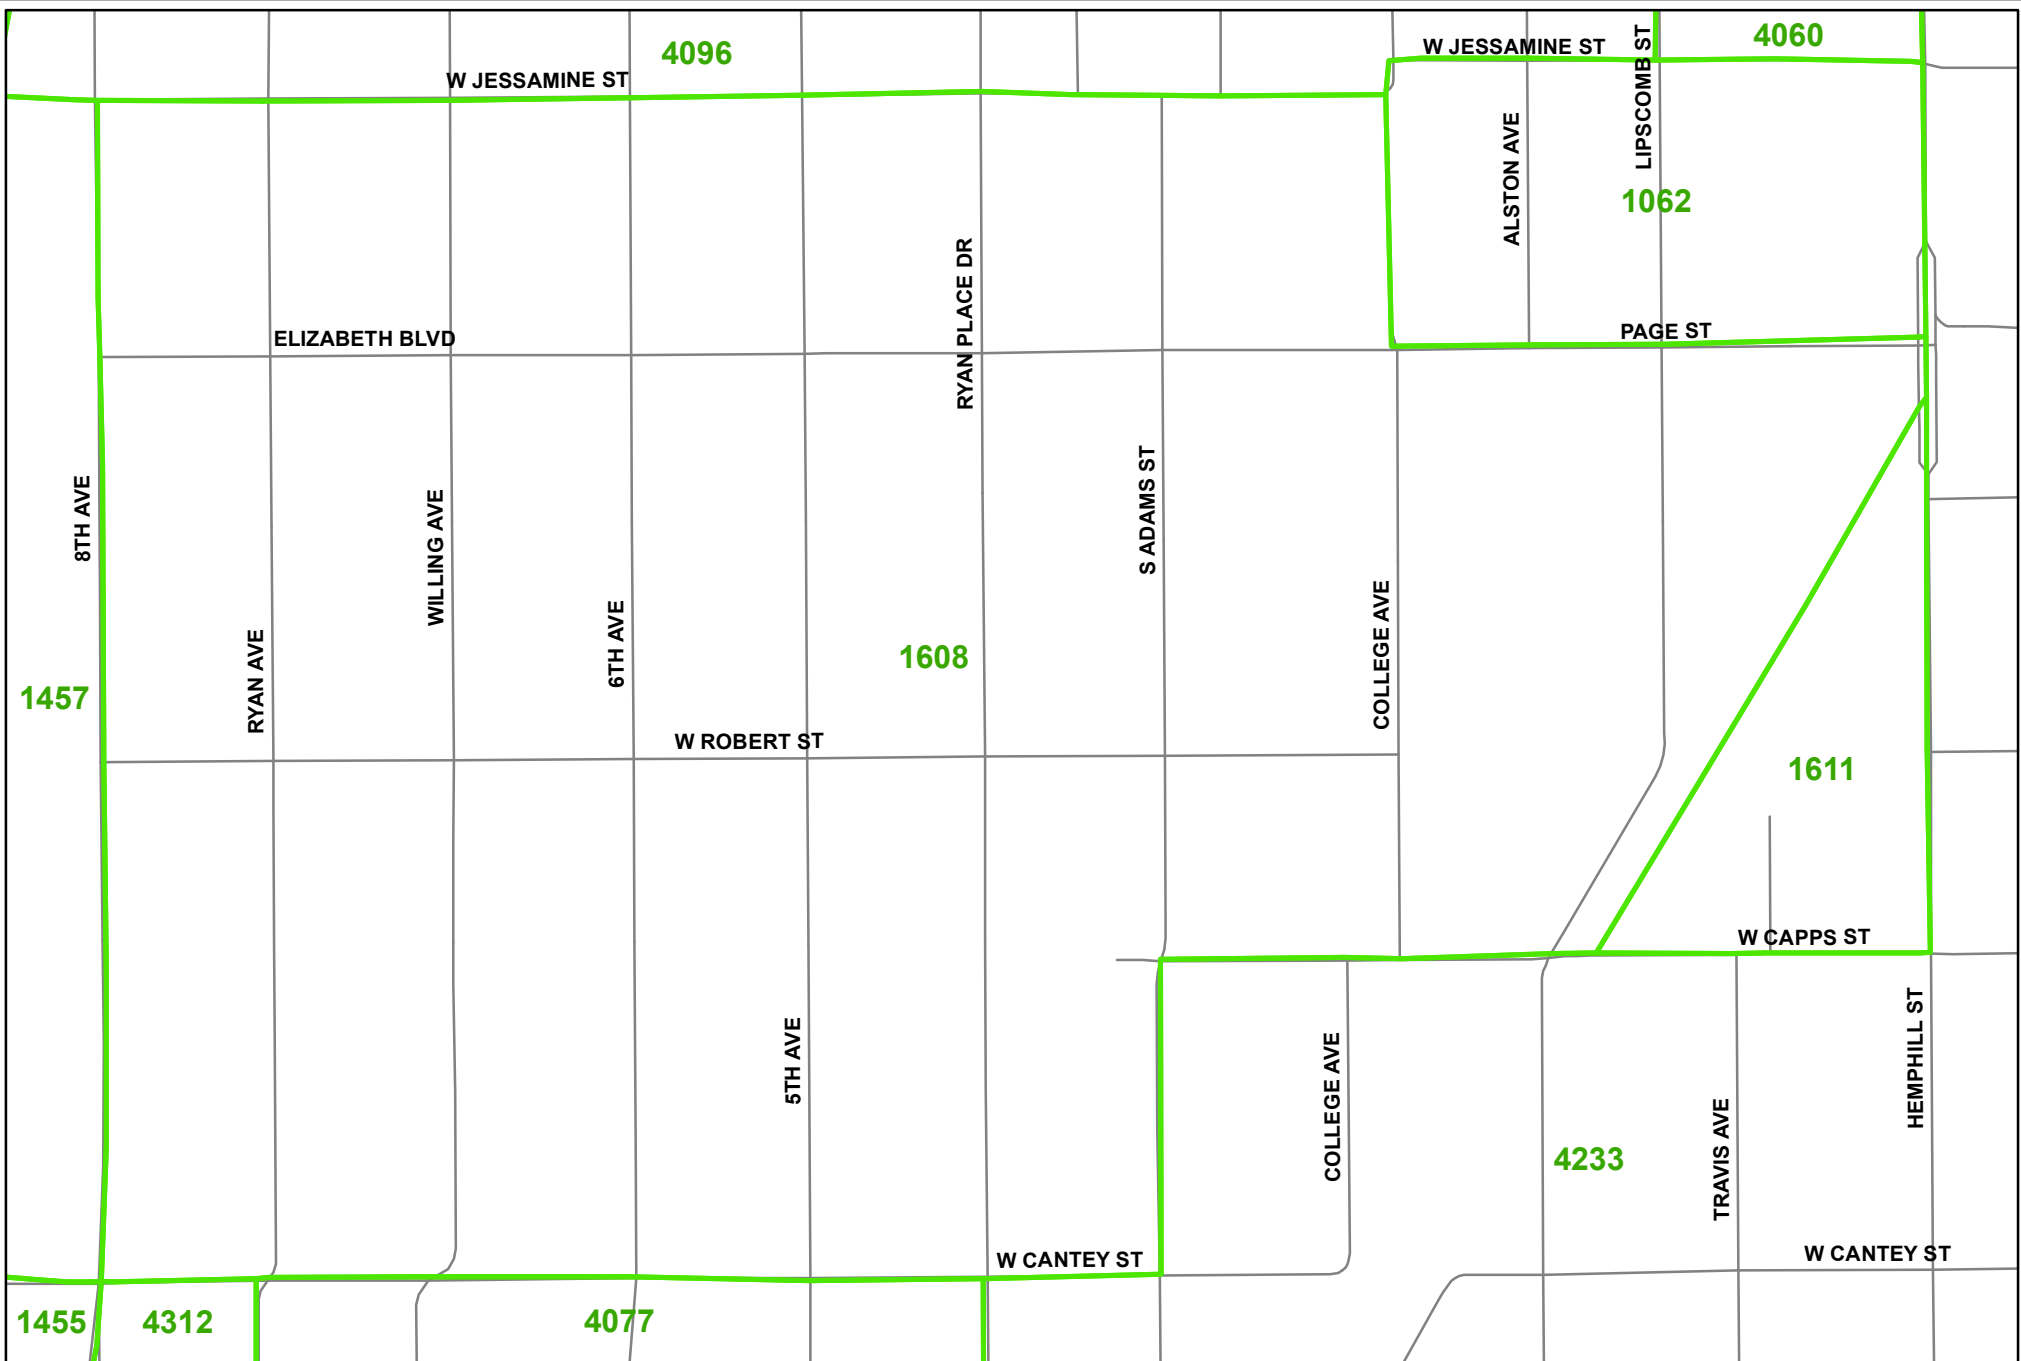 4060
W JESSAMINE ST
4096
W JESSAMINE ST
LIPSCOMB ST
ALSTON AVE
1062
RYAN PLACE DR
PAGE ST
ELIZABETH BLVD
8TH AVE
WILLING AVE
S ADAMS ST
6TH AVE
COLLEGE AVE
RYAN AVE
1608
1457
W ROBERT ST
1611
W CAPPS ST
5TH AVE
HEMPHILL ST
COLLEGE AVE
TRAVIS AVE
4233
W CANTEY ST
W CANTEY ST
1455
4312
4077